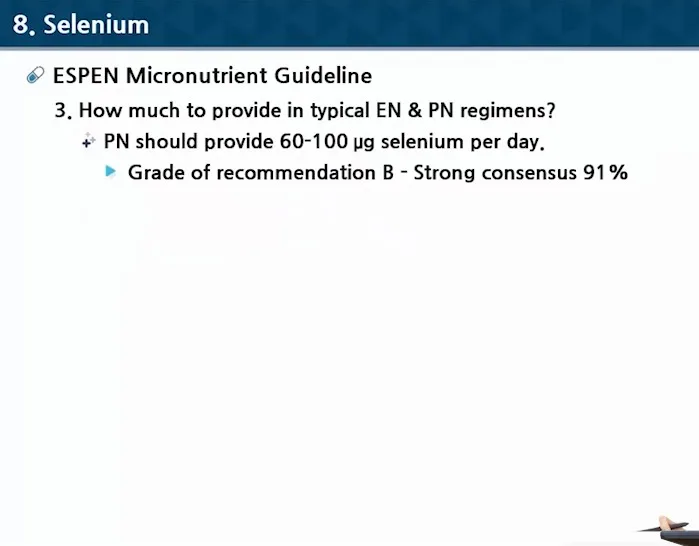 8. Selenium
ESPEN Micronutrient Guideline
3. How much to provide in typical EN & PN regimens?
PN should provide 60-100 µg selenium per day.
Grade of recommendation B - Strong consensus 91%